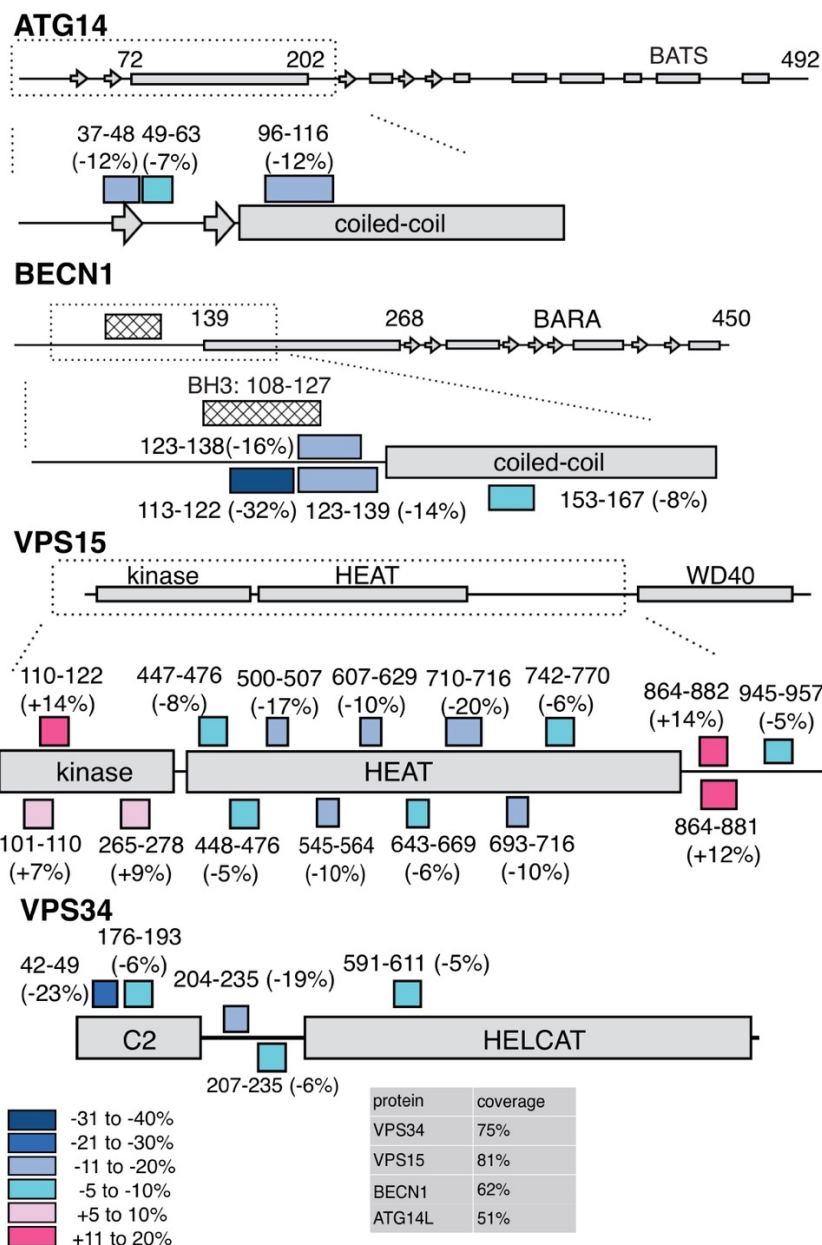 ATG14
72 202 BATS 492
37-48 49-63 96-116
(-12%) (-7%) (-12%)
coiled-coil
BECN1
139 268 BARA 450
BH3: 108-127
123-138(-16%)
coiled-coil
113-122 (-32%) 123-139 (-14%) 153-167 (-8%)
VPS15
kinase HEAT WD40
110-122 447-476 500-507 607-629 710-716 742-770 864-882 945-957
(+14%) (-8%) (-17%) (-10%) (-20%) (-6%) (+14%) (-5%)
kinase HEAT
101-110 265-278 448-476 545-564 643-669 693-716 864-881
(+7%) (+9%) (-5%) (-10%) (-6%) (-10%) (+12%)
VPS34
176-193
42-49 (-6%) 204-235 (-19%) 591-611 (-5%)
(-23%)
C2 HELCAT
207-235 (-6%)
protein coverage
VPS34 75%
VPS15 81%
BECN1 62%
ATG14L 51%
-31 to -40%
-21 to -30%
-11 to -20%
-5 to -10%
+5 to 10%
+11 to 20%